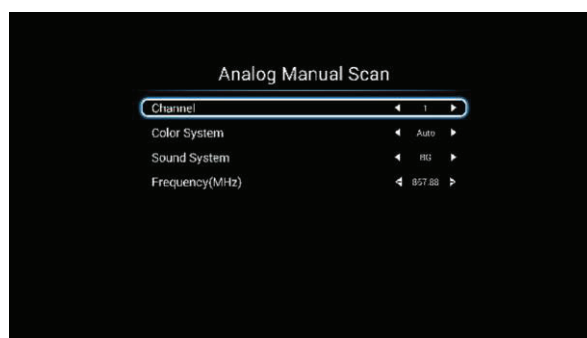 Analog Manual Scan
Channel 1
Color System Auto
Sound System BG
Frequency(MHz) 857.88